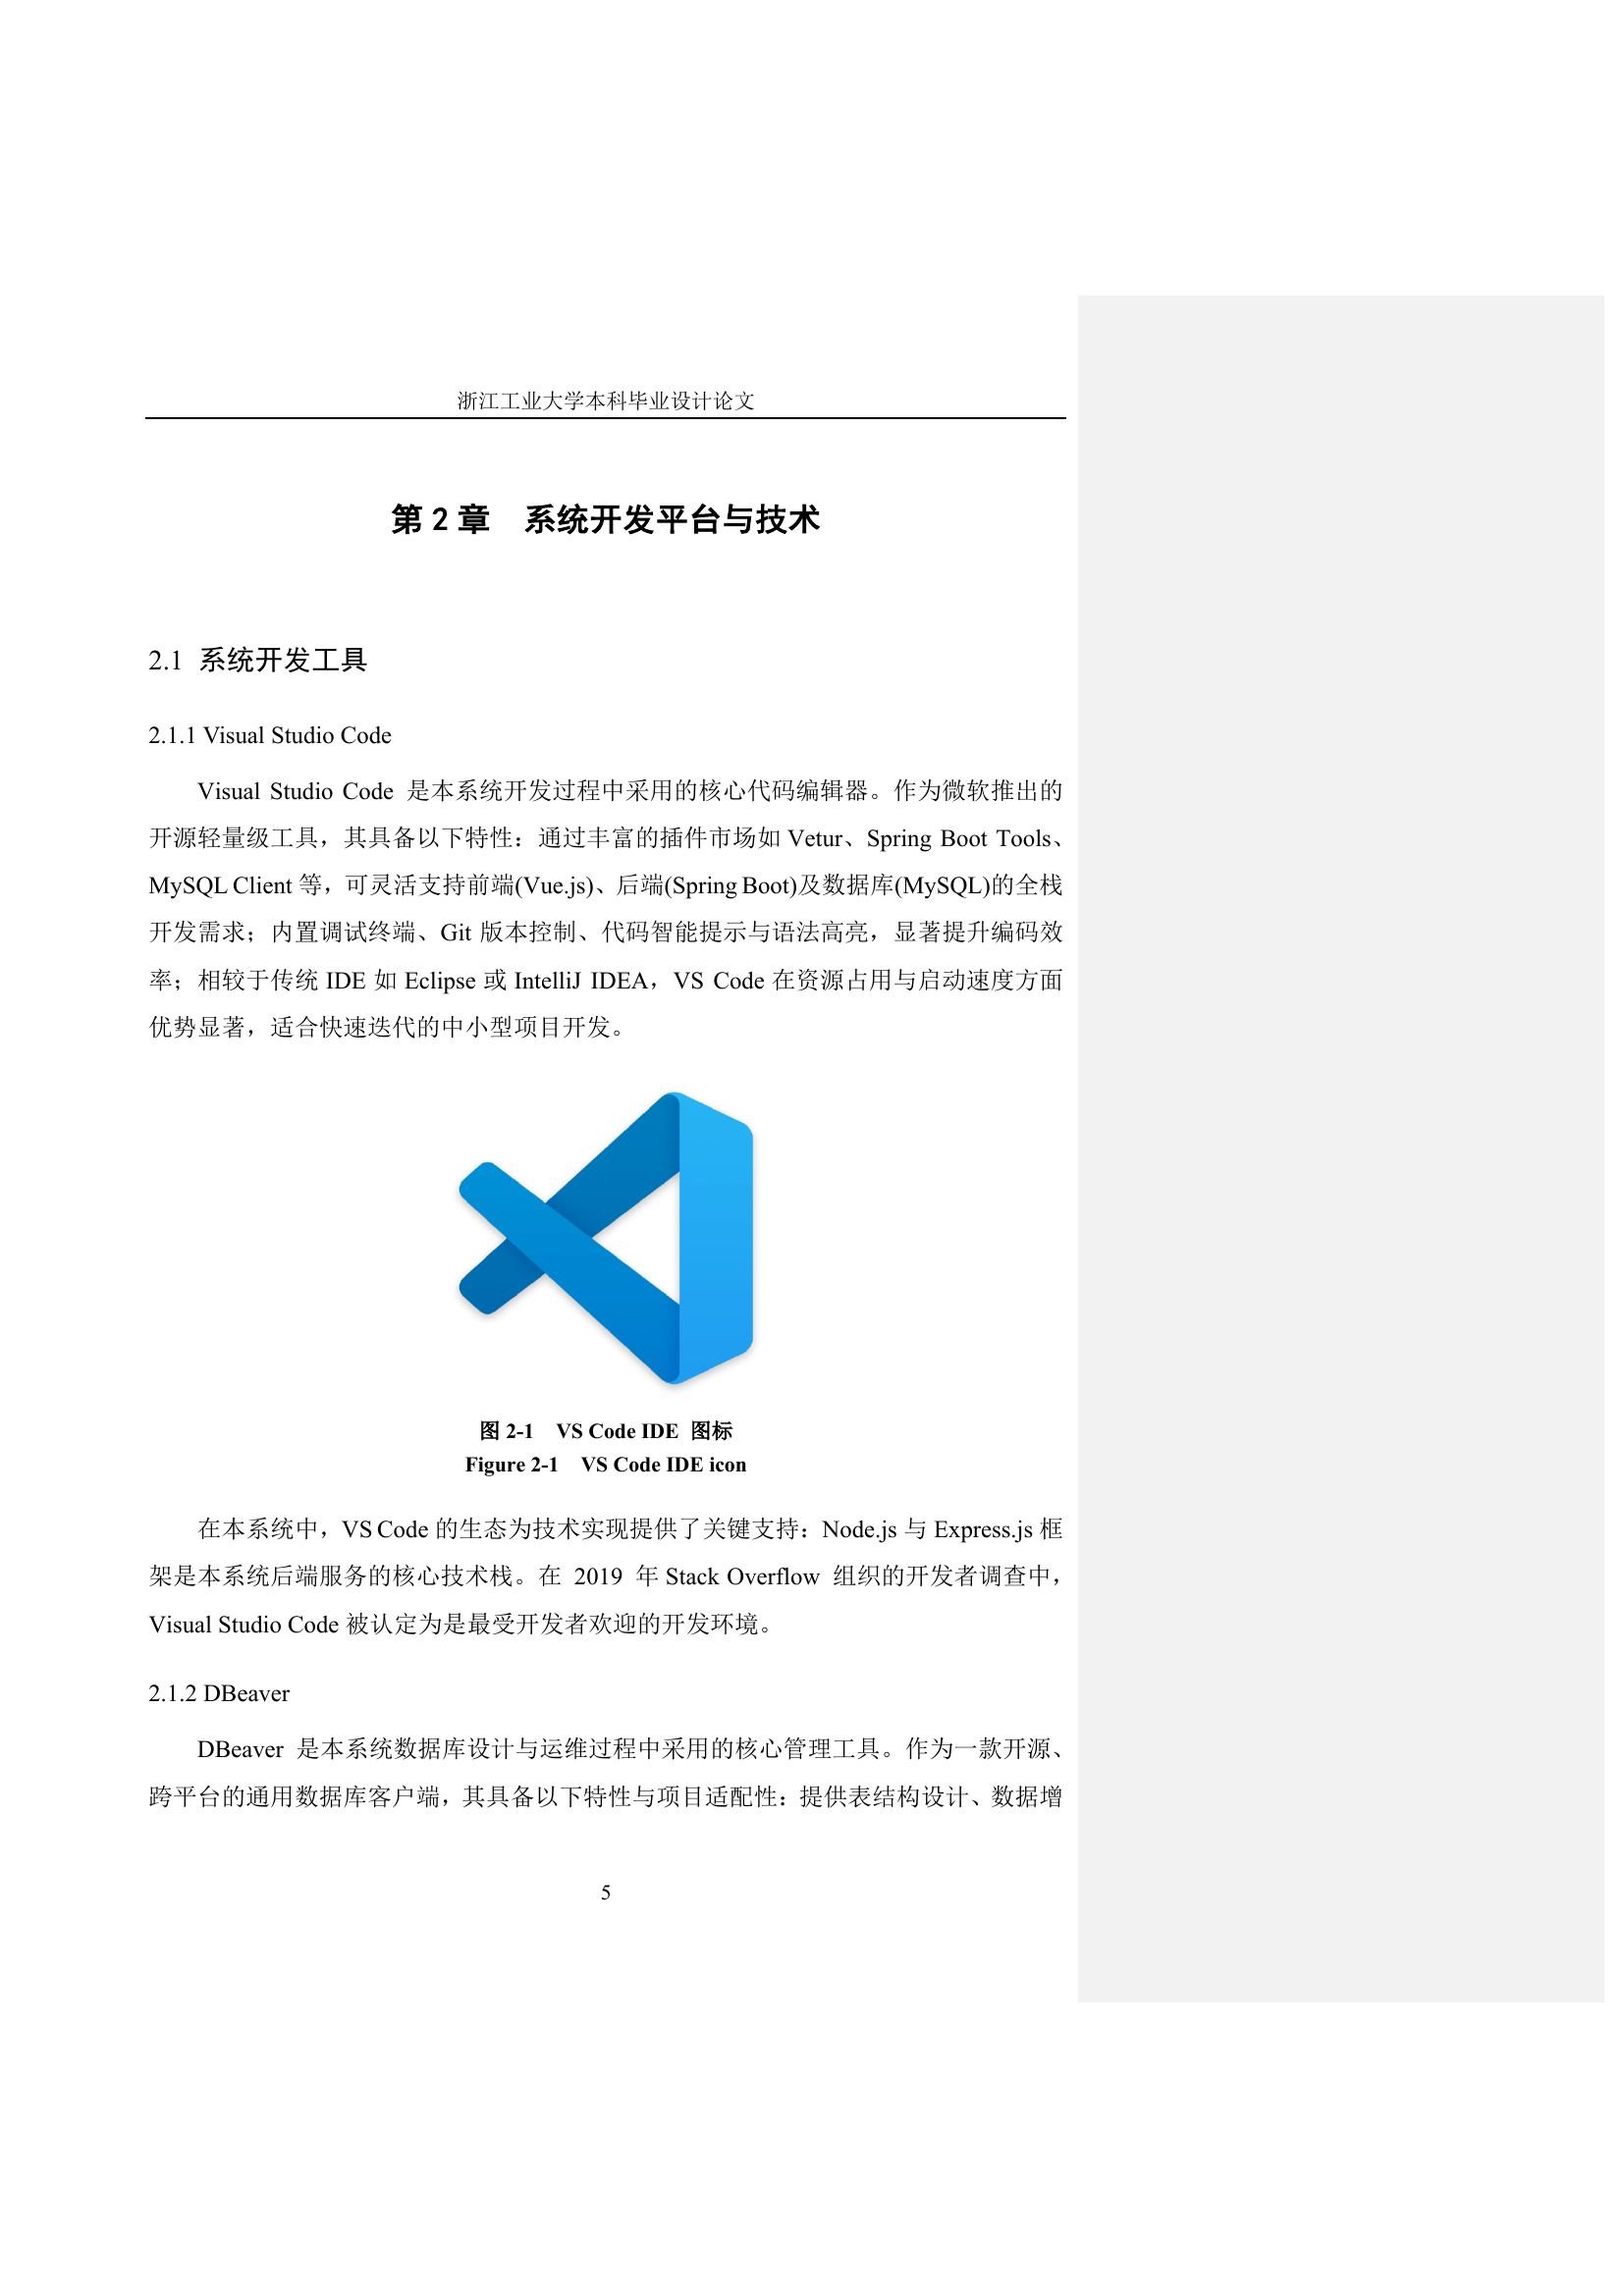 浙江工业大学本科毕业设计论文
第 2 章 系统开发平台与技术
2.1 系统开发工具
2.1.1 Visual Studio Code
Visual Studio Code 是本系统开发过程中采用的核心代码编辑器。作为微软推出的
开源轻量级工具，其具备以下特性：通过丰富的插件市场如 Vetur、Spring Boot Tools、
MySQL Client 等，可灵活支持前端(Vue.js)、后端(Spring Boot)及数据库(MySQL)的全栈
开发需求；内置调试终端、Git 版本控制、代码智能提示与语法高亮，显著提升编码效
率；相较于传统 IDE 如 Eclipse 或 IntelliJ IDEA，VS Code 在资源占用与启动速度方面
优势显著，适合快速迭代的中小型项目开发。
图 2-1 VS Code IDE 图标
Figure 2-1 VS Code IDE icon
在本系统中，VS Code 的生态为技术实现提供了关键支持：Node.js 与 Express.js 框
架是本系统后端服务的核心技术栈。在 2019 年 Stack Overflow 组织的开发者调查中，
Visual Studio Code 被认定为是最受开发者欢迎的开发环境。
2.1.2 DBeaver
DBeaver 是本系统数据库设计与运维过程中采用的核心管理工具。作为一款开源、
跨平台的通用数据库客户端，其具备以下特性与项目适配性：提供表结构设计、数据增
5